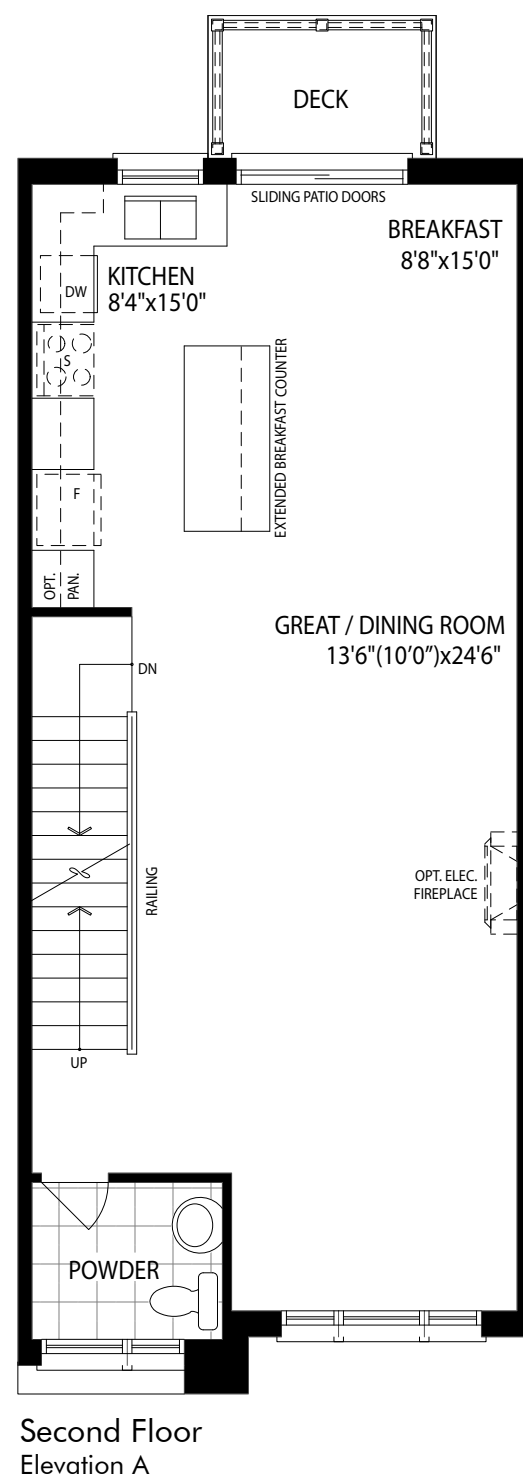 DECK
SLIDING PATIO DOORS
BREAKFAST
8'8"x15'0"
KITCHEN
8'4"x15'0"
DW
S
EXTENDED BREAKFAST COUNTER
F
OPT.
PAN.
GREAT / DINING ROOM
13'6"(10'0")x24'6"
DN
RAILING
OPT. ELEC.
FIREPLACE
UP
POWDER
Second Floor
Elevation A